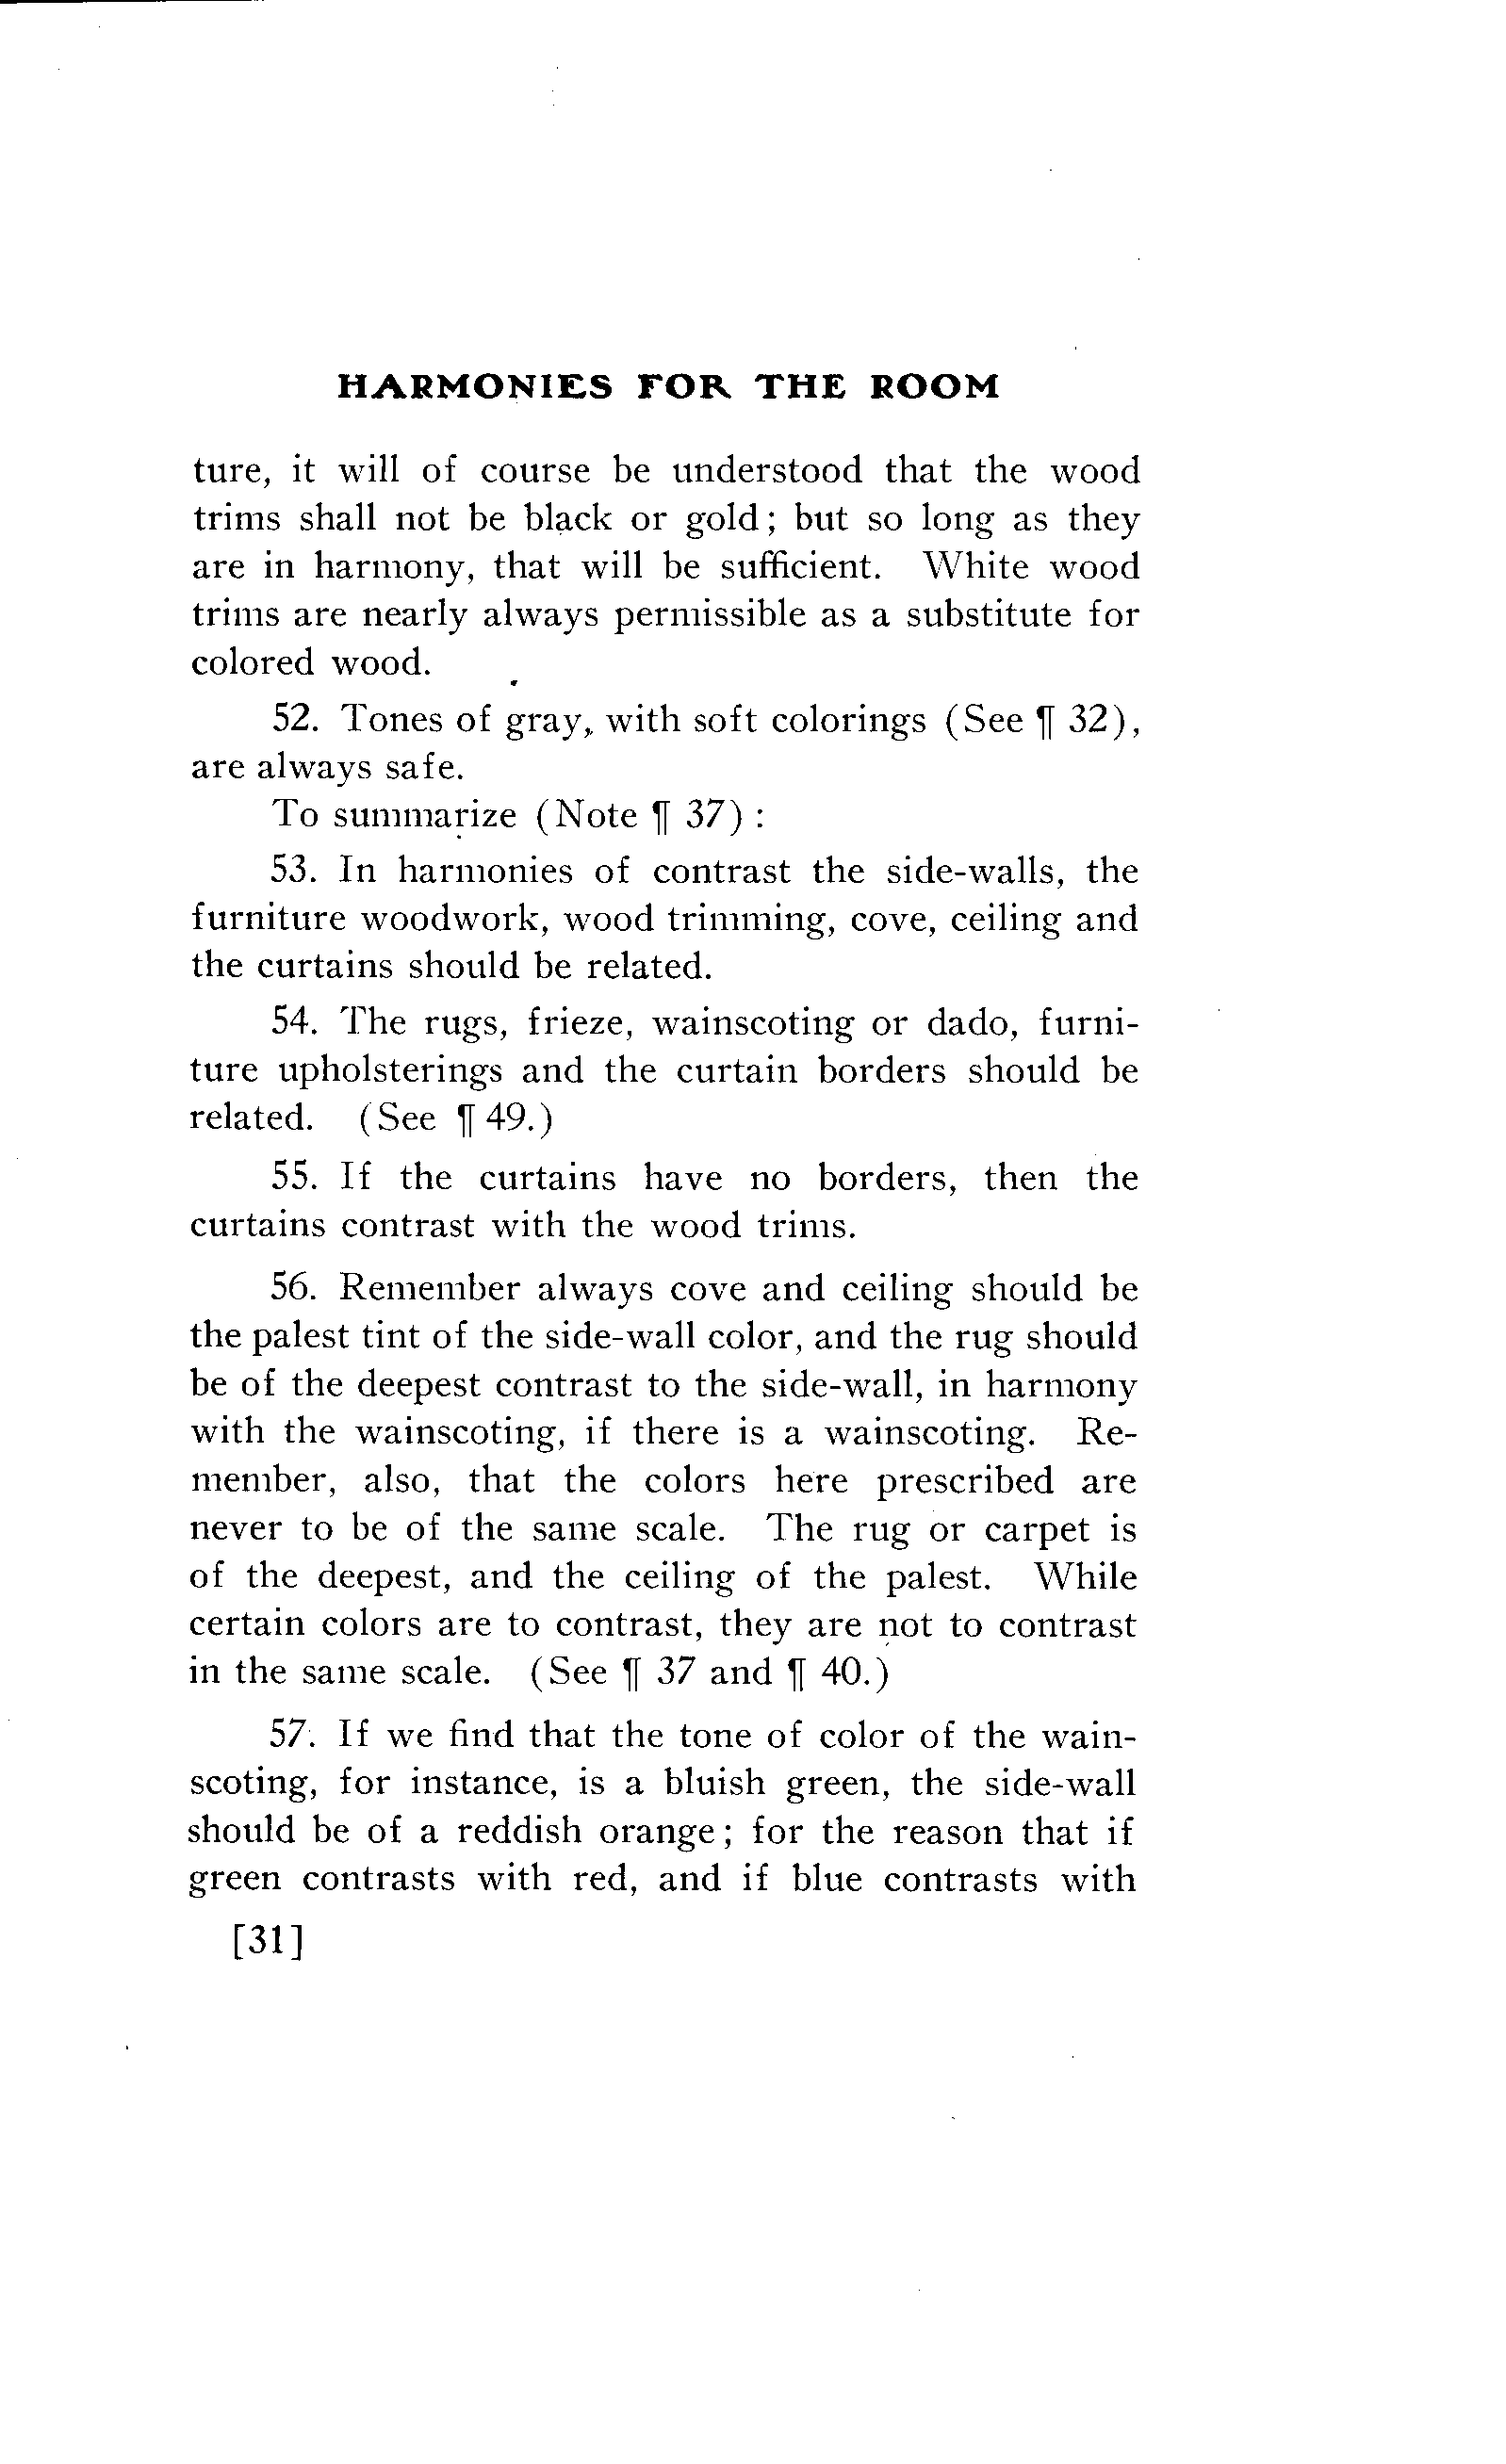 HARMONIES FOR THE ROOM
ture, it will of course be understood that the wood
trims shall not be black or gold; but so long as they
are in harmony, that will be sufficient. White wood
trims are nearly always permissible as a substitute for
colored wood.
52. Tones of gray, with soft colorings (See ¶ 32),
are always safe.
To summarize (Note ¶ 37) :
53. In harmonies of contrast the side-walls, the
furniture woodwork, wood trimming, cove, ceiling and
the curtains should be related.
54. The rugs, frieze, wainscoting or dado, furni-
ture upholsterings and the curtain borders should be
related. (See ¶ 49.)
55. If the curtains have no borders, then the
curtains contrast with the wood trims.
56. Remember always cove and ceiling should be
the palest tint of the side-wall color, and the rug should
be of the deepest contrast to the side-wall, in harmony
with the wainscoting, if there is a wainscoting. Re-
member, also, that the colors here prescribed are
never to be of the same scale. The rug or carpet is
of the deepest, and the ceiling of the palest. While
certain colors are to contrast, they are not to contrast
in the same scale. (See ¶ 37 and ¶ 40.)
57. If we find that the tone of color of the wain-
scoting, for instance, is a bluish green, the side-wall
should be of a reddish orange; for the reason that if
green contrasts with red, and if blue contrasts with
[31]